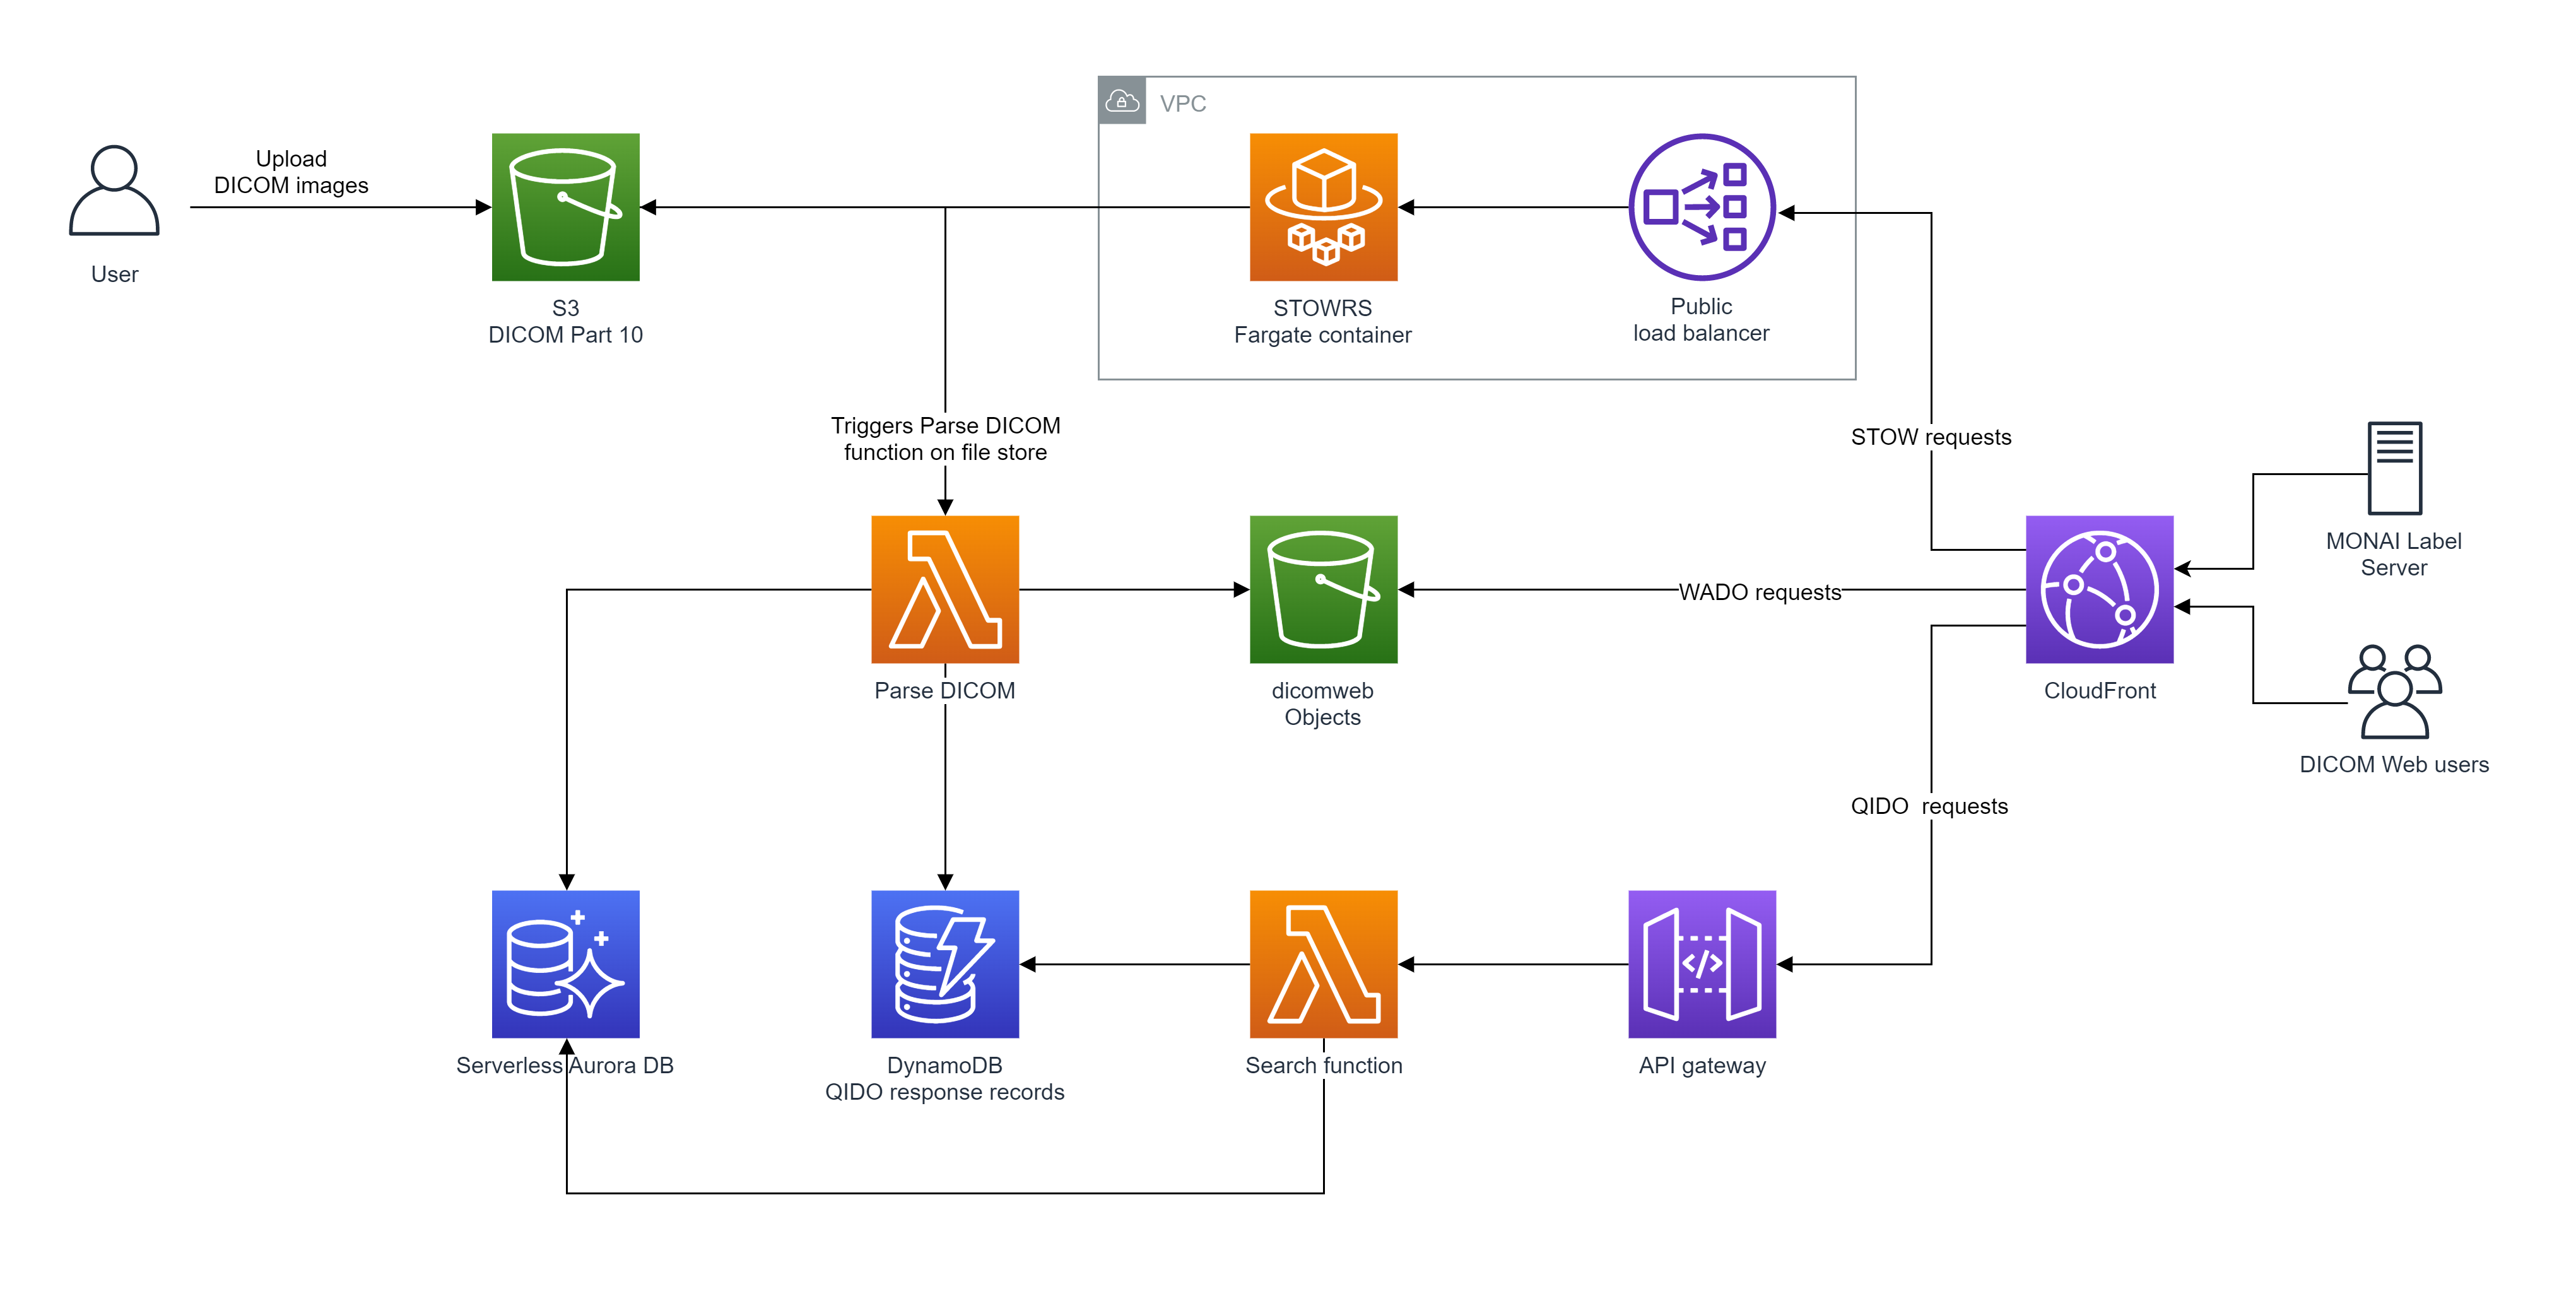 VPC
Upload
DICOM images
User
S3
DICOM Part 10
STOWRS
Fargate container
Public
load balancer
Triggers Parse DICOM
function on file store
STOW requests
MONAI Label
Server
WADO requests
Parse DICOM
dicomweb
Objects
CloudFront
DICOM Web users
QIDO  requests
Serverless Aurora DB
DynamoDB
QIDO response records
Search function
API gateway